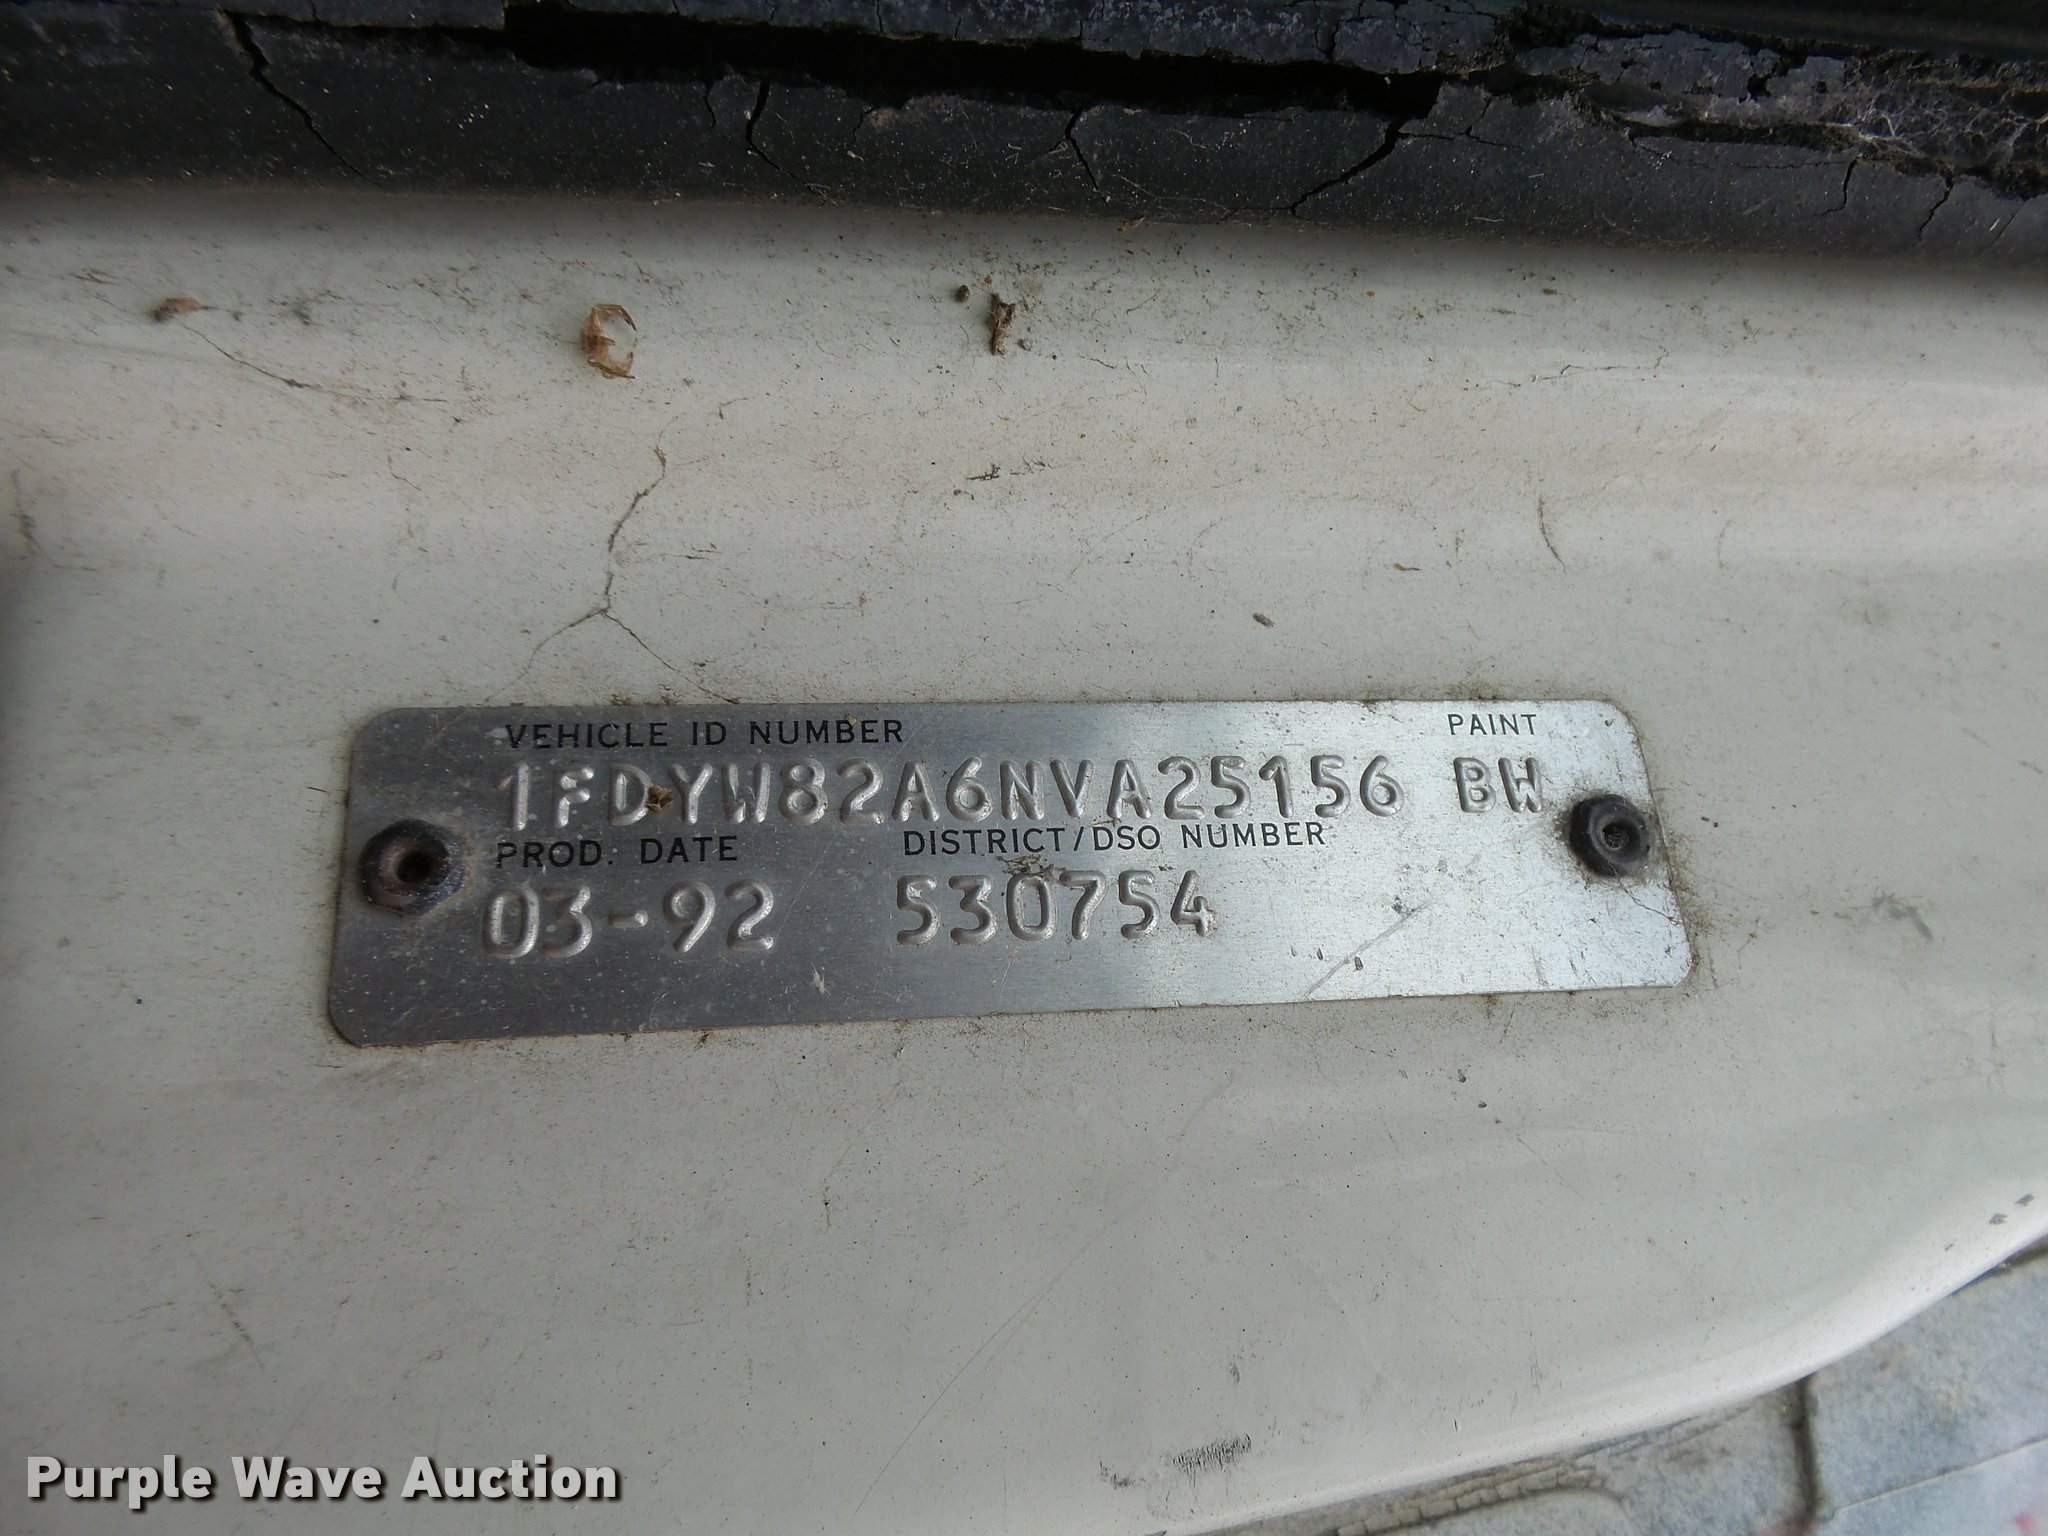 VEHICLE ID NUMBER PAINT
1FDYW82A6NVA25156 BW
PROD. DATE DISTRICT/DSO NUMBER
03-92 530754
Purple Wave Auction